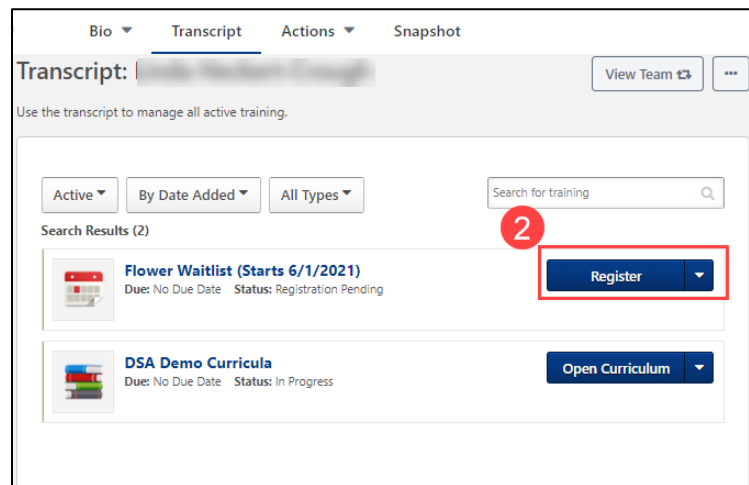 Bio Transcript Actions Snapshot
Transcript:
View Team
Use the transcript to manage all active training.
Active By Date Added All Types Search for training
Search Results (2)
2
Flower Waitlist (Starts 6/1/2021)
Due: No Due Date Status: Registration Pending
Register
DSA Demo Curricula
Due: No Due Date Status: In Progress
Open Curriculum